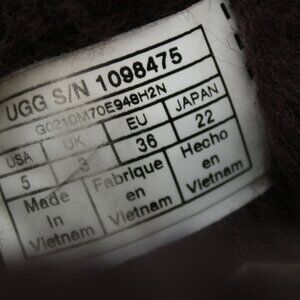 UGG S/N 1098475
G0210M70E948H2N
USA UK EU JAPAN
5 3 36 22
Made Fabrique Hecho
in en en
Vietnam Vietnam Vietnam